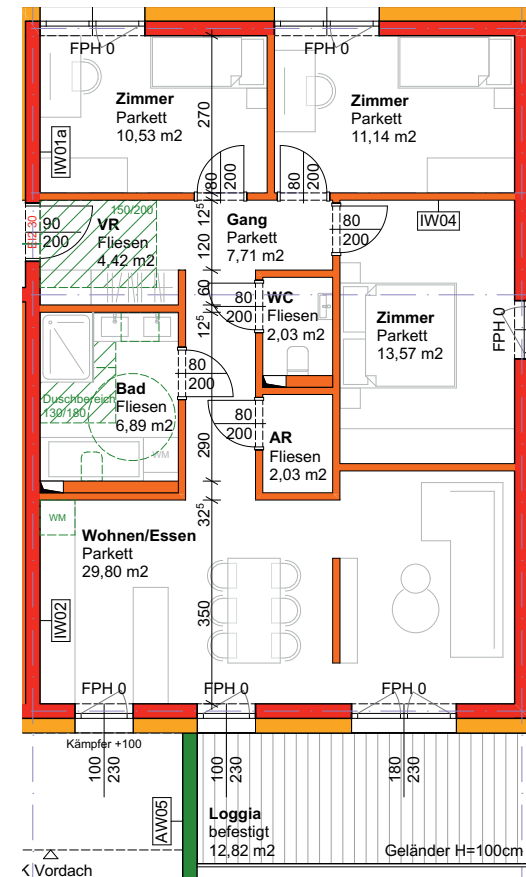 FPH 0
FPH 0
Zimmer
Parkett
10,53 m2
Zimmer
Parkett
11,14 m2
270
IW01a
80
200
80
200
150/200
90
200
VR
Fliesen
4,42 m2
12⁵
120
Gang
Parkett
7,71 m2
80
200
IW04
60
12⁵
80
200
WC
Fliesen
2,03 m2
Zimmer
Parkett
13,57 m2
FPH 0
80
200
Bad
Fliesen
6,89 m2
Duschbereich
130/180
WM
80
200
AR
Fliesen
2,03 m2
290
WM
32⁵
Wohnen/Essen
Parkett
29,80 m2
IW02
350
FPH 0
FPH 0
FPH 0
Kämpfer +100
100
230
100
230
180
230
AW05
Loggia
befestigt
12,82 m2
Geländer H=100cm
Vordach